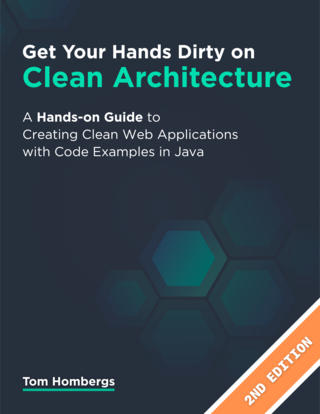 Get Your Hands Dirty on
Clean Architecture
A Hands-on Guide to
Creating Clean Web Applications
with Code Examples in Java
Tom Hombergs
2ND EDITION